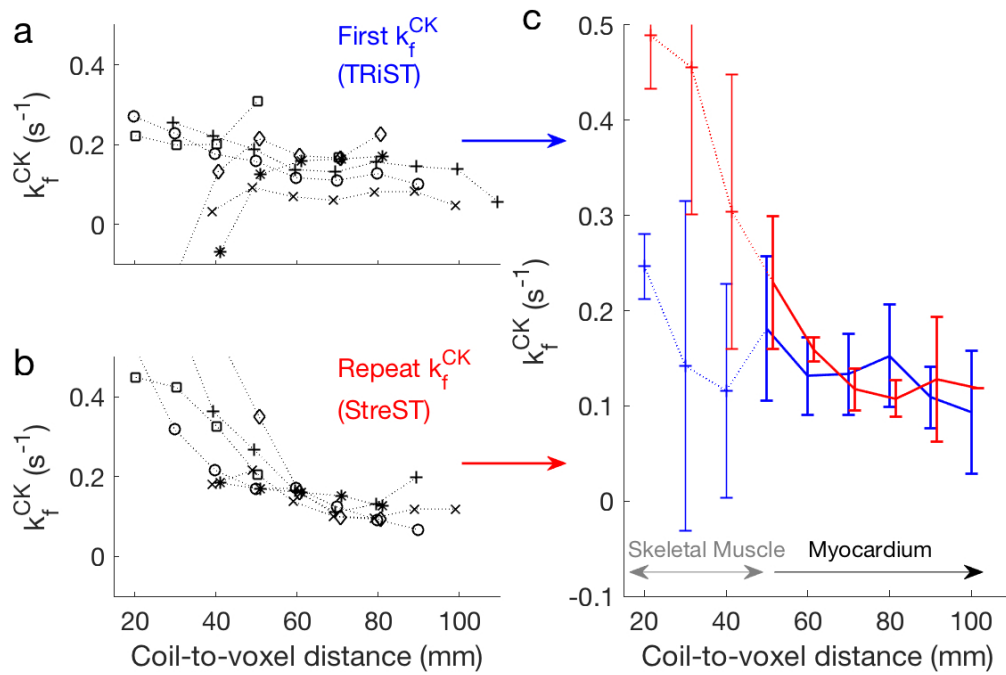 a
First k_f^CK
(TRiST)
k_f^CK (s^-1)
0.4
0.2
0
b
Repeat k_f^CK
(StreST)
k_f^CK (s^-1)
0.4
0.2
0
20 40 60 80 100
Coil-to-voxel distance (mm)
c
k_f^CK (s^-1)
0.5
0.4
0.3
0.2
0.1
0
-0.1
Skeletal Muscle
Myocardium
20 40 60 80 100
Coil-to-voxel distance (mm)